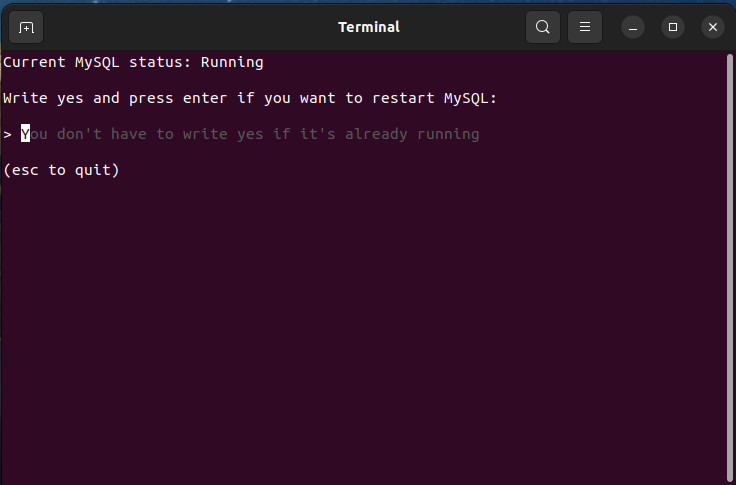 Terminal
Current MySQL status: Running
Write yes and press enter if you want to restart MySQL:
> You don't have to write yes if it's already running
(esc to quit)